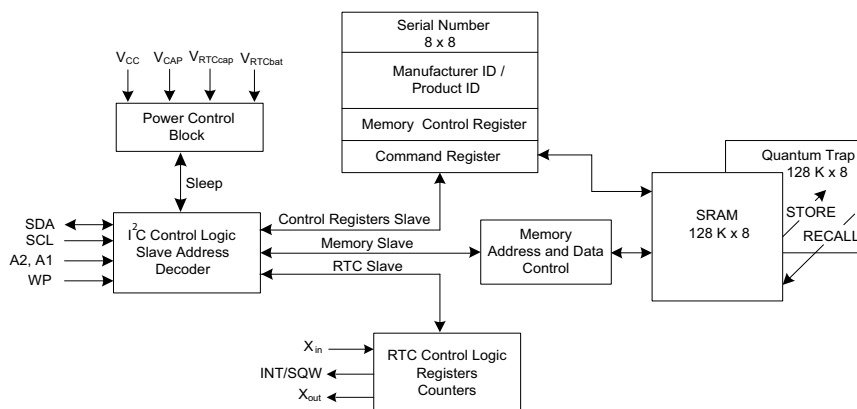 Serial Number
8 x 8
Manufacturer ID /
Product ID
Memory Control Register
Command Register
VCC
VCAP
VRTCcap
VRTCbat
Power Control
Block
Sleep
Quantum Trap
128 K x 8
SRAM
128 K x 8
STORE
RECALL
SDA
SCL
A2, A1
WP
I2C Control Logic
Slave Address
Decoder
Control Registers Slave
Memory Slave
RTC Slave
Memory
Address and Data
Control
Xin
INT/SQW
Xout
RTC Control Logic
Registers
Counters